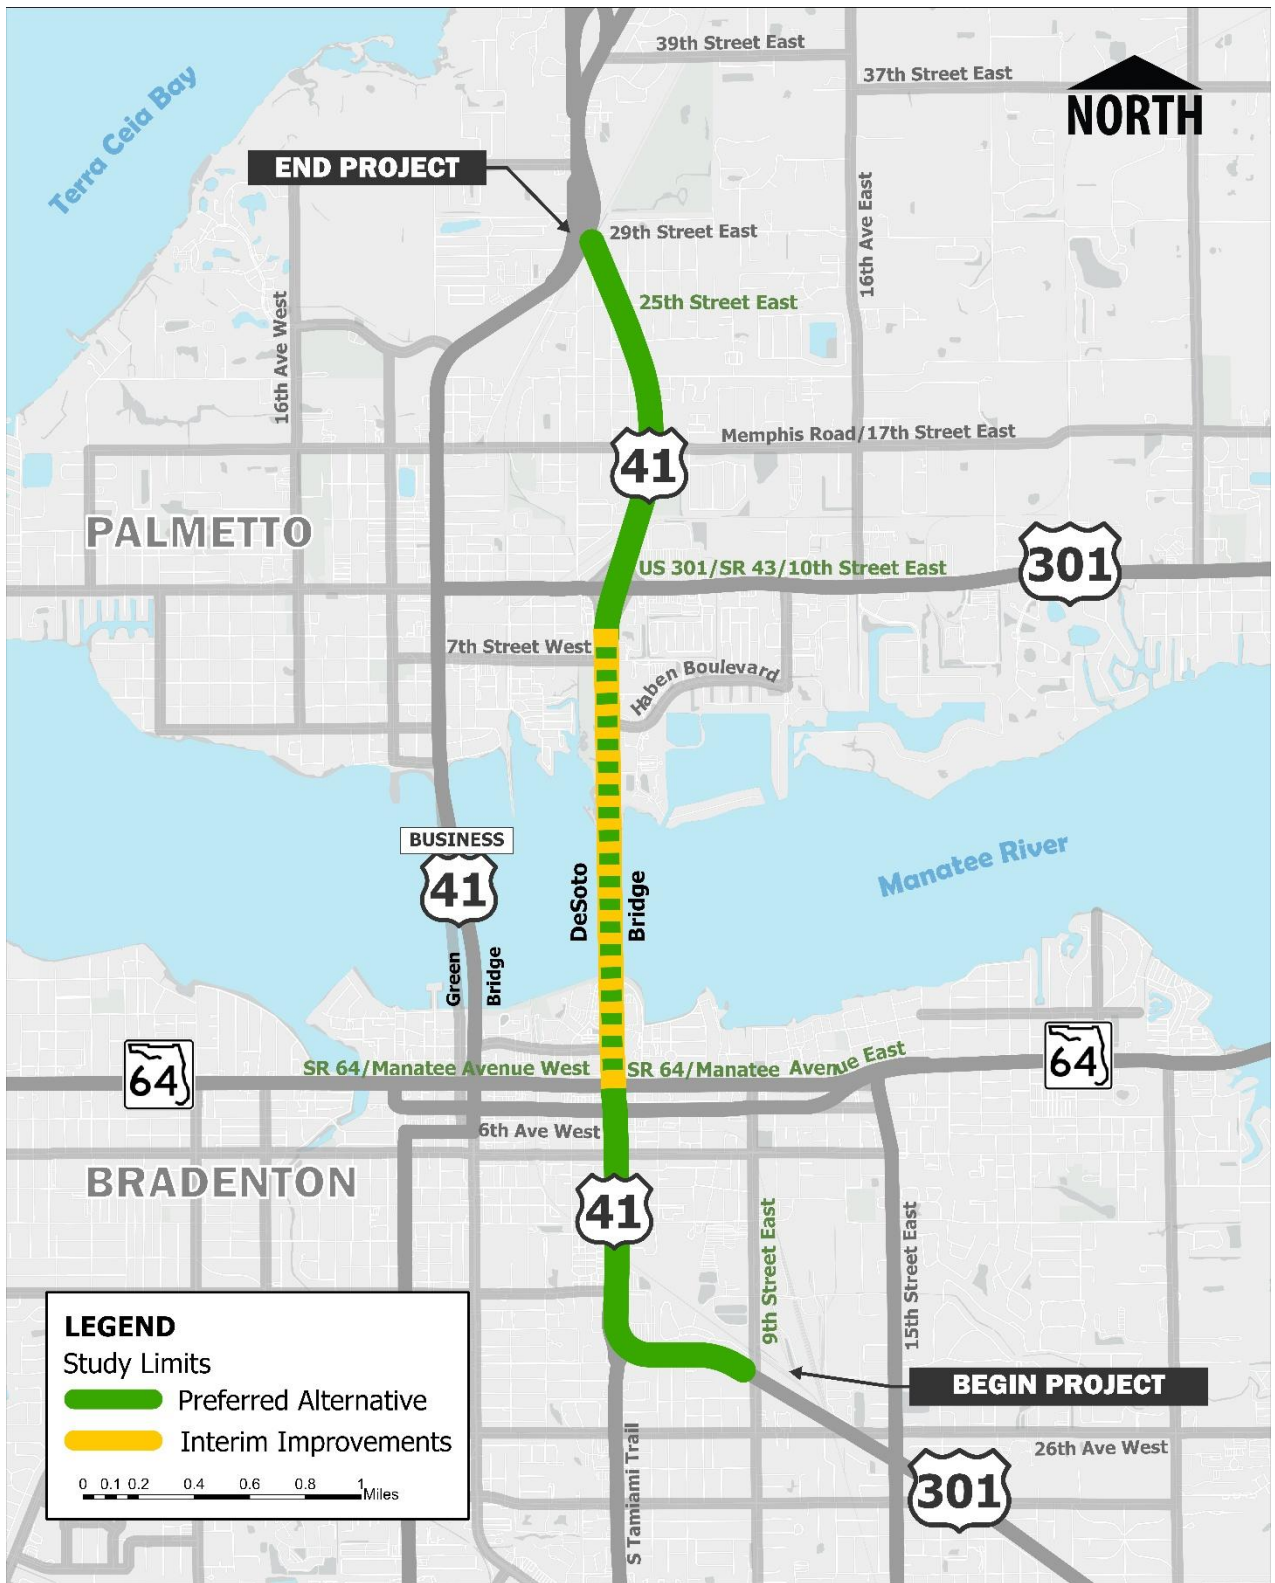 39th Street East
37th Street East
NORTH
Terra Ceia Bay
END PROJECT
16th Ave East
29th Street East
25th Street East
16th Ave West
Memphis Road/17th Street East
41
PALMETTO
US 301/SR 43/10th Street East
301
7th Street West
Haben Boulevard
BUSINESS
41
DeSoto
Bridge
Manatee River
Green
Bridge
64
SR 64/Manatee Avenue West
SR 64/Manatee Avenue East
64
6th Ave West
BRADENTON
41
9th Street East
15th Street East
BEGIN PROJECT
26th Ave West
301
S Tamiami Trail
LEGEND
Study Limits
Preferred Alternative
Interim Improvements
0 0.1 0.2 0.4 0.6 0.8 1
Miles